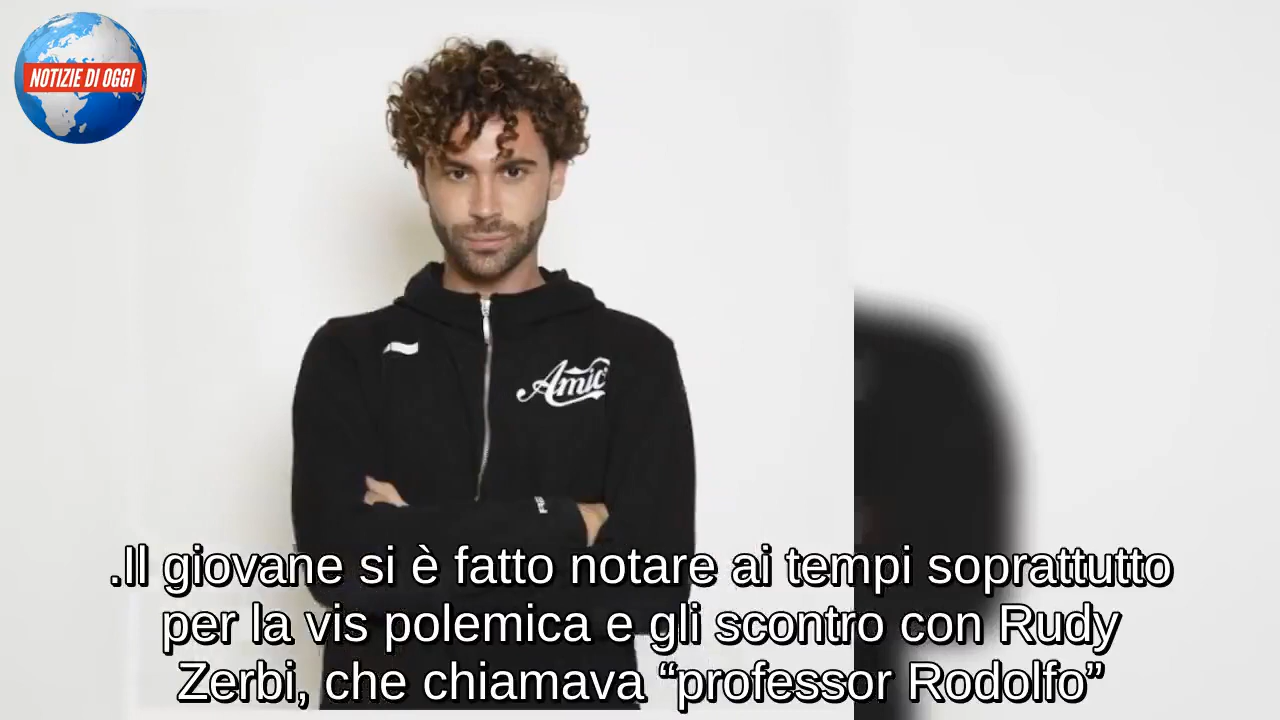 NOTIZIE DI OGGI
Amic
.Il giovane si è fatto notare ai tempi soprattutto
per la vis polemica e gli scontro con Rudy
Zerbi, che chiamava “professor Rodolfo”